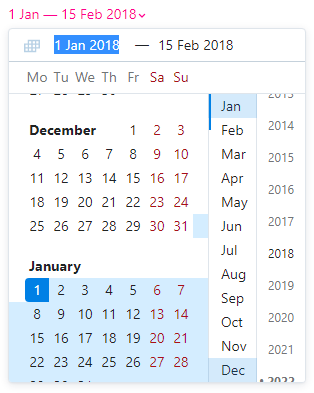 1 Jan — 15 Feb 2018
1 Jan 2018 — 15 Feb 2018
Mo Tu We Th Fr Sa Su
December 1 2 3
4 5 6 7 8 9 10
11 12 13 14 15 16 17
18 19 20 21 22 23 24
25 26 27 28 29 30 31
January
1 2 3 4 5 6 7
8 9 10 11 12 13 14
15 16 17 18 19 20 21
22 23 24 25 26 27 28
Jan
Feb
Mar
Apr
May
Jun
Jul
Aug
Sep
Oct
Nov
Dec
2014
2015
2016
2017
2018
2019
2020
2021
2022